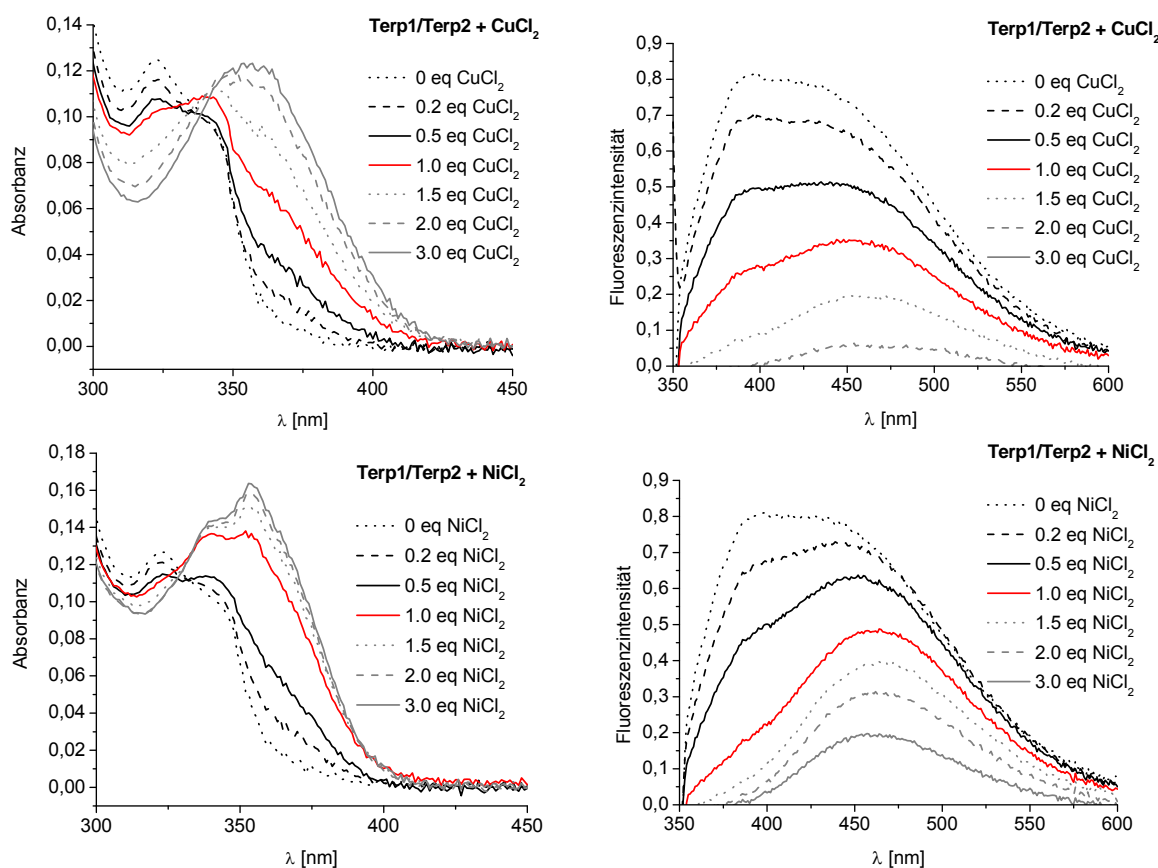 Terp1/Terp2 + CuCl2
0 eq CuCl2
0.2 eq CuCl2
0.5 eq CuCl2
1.0 eq CuCl2
1.5 eq CuCl2
2.0 eq CuCl2
3.0 eq CuCl2
0,14
0,12
0,10
0,08
0,06
0,04
0,02
0,00
Absorbanz
300
350
400
450
λ [nm]
Terp1/Terp2 + CuCl2
0 eq CuCl2
0.2 eq CuCl2
0.5 eq CuCl2
1.0 eq CuCl2
1.5 eq CuCl2
2.0 eq CuCl2
3.0 eq CuCl2
0,9
0,8
0,7
0,6
0,5
0,4
0,3
0,2
0,1
0,0
Fluoreszenzintensität
350
400
450
500
550
600
λ [nm]
Terp1/Terp2 + NiCl2
0 eq NiCl2
0.2 eq NiCl2
0.5 eq NiCl2
1.0 eq NiCl2
1.5 eq NiCl2
2.0 eq NiCl2
3.0 eq NiCl2
0,18
0,16
0,14
0,12
0,10
0,08
0,06
0,04
0,02
0,00
Absorbanz
300
350
400
450
λ [nm]
Terp1/Terp2 + NiCl2
0 eq NiCl2
0.2 eq NiCl2
0.5 eq NiCl2
1.0 eq NiCl2
1.5 eq NiCl2
2.0 eq NiCl2
3.0 eq NiCl2
0,9
0,8
0,7
0,6
0,5
0,4
0,3
0,2
0,1
0,0
Fluoreszenzintensität
350
400
450
500
550
600
λ [nm]